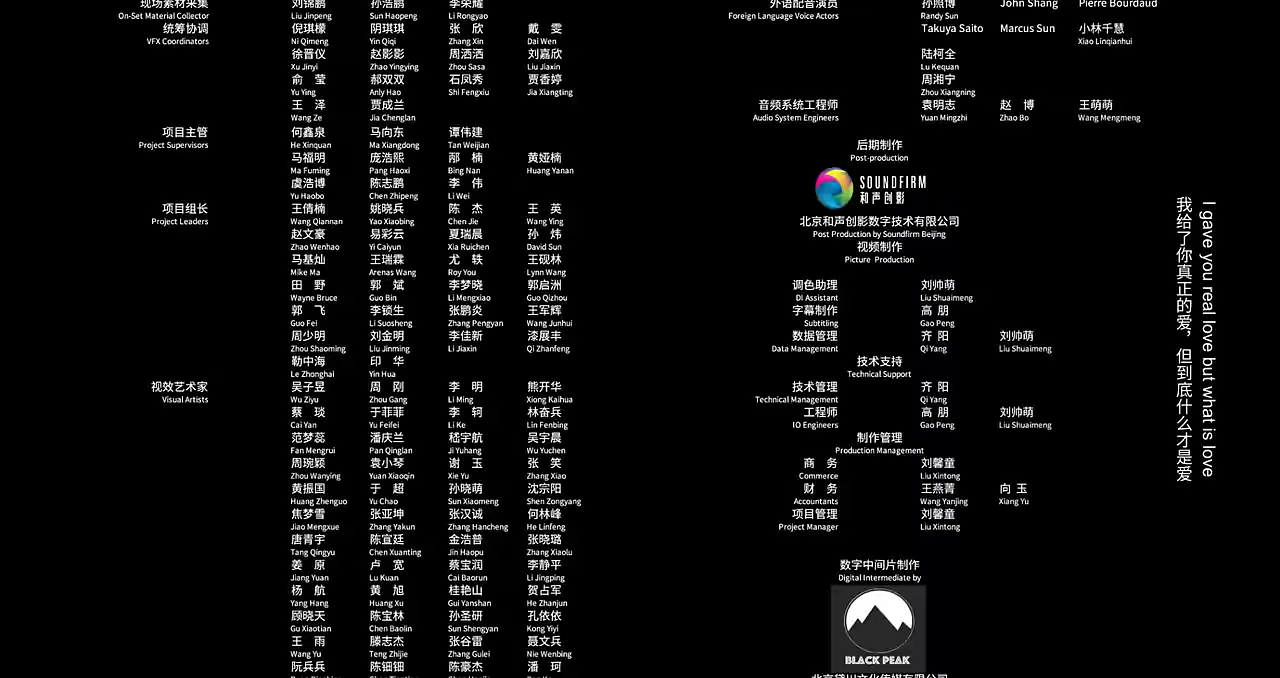 现场素材采集 刘锦鹏 孙浩鹏 李荣耀
On-Set Material Collector Liu Jinpeng Sun Haopeng Li Rongyao
统筹协调 倪琪檬 阴琪琪 张 欣 戴 雯
VFX Coordinators Ni Qimeng Yin Qiqi Zhang Xin Dai Wen
徐晋仪 赵影影 周洒洒 刘嘉欣
Xu Jinyi Zhao Yingying Zhou Sasa Liu Jiaxin
俞 莹 郝双双 石凤秀 贾香婷
Yu Ying Anly Hao Shi Fengxiu Jia Xiangting
王 泽 贾成兰
Wang Ze Jia Chenglan
项目主管 何鑫泉 马向东 谭伟建
Project Supervisors He Xinquan Ma Xiangdong Tan Weijian
马福明 庞浩熙 邴 楠 黄娅楠
Ma Fuming Pang Haoxi Bing Nan Huang Yanan
虞浩博 陈志鹏 李 伟
Yu Haobo Chen Zhipeng Li Wei
项目组长 王倩楠 姚晓兵 陈 杰 王 英
Project Leaders Wang Qiannan Yao Xiaobing Chen Jie Wang Ying
赵文豪 易彩云 夏瑞晨 孙 炜
Zhao Wenhao Yi Caiyun Xia Ruichen David Sun
马基灿 王瑞霖 尤 轶 王砚林
Mike Ma Arenas Wang Roy You Lynn Wang
田 野 郭 斌 李梦晓 郭启洲
Wayne Bruce Guo Bin Li Mengxiao Guo Qizhou
郭 飞 李锁生 张鹏炎 王军辉
Guo Fei Li Suosheng Zhang Pengyan Wang Junhui
周少明 刘金明 李佳新 漆展丰
Zhou Shaoming Liu Jinming Li Jiaxin Qi Zhanfeng
勒中海 印 华
Le Zhonghai Yin Hua
视效艺术家 吴子昱 周 刚 李 明 熊开华
Visual Artists Wu Ziyu Zhou Gang Li Ming Xiong Kaihua
蔡 琰 于菲菲 李 轲 林奋兵
Cai Yan Yu Feifei Li Ke Lin Fenbing
范梦蕊 潘庆兰 嵇宇航 吴宇晨
Fan Mengrui Pan Qinglan Ji Yuhang Wu Yuchen
周琬颖 袁小琴 谢 玉 张 笑
Zhou Wanying Yuan Xiaoqin Xie Yu Zhang Xiao
黄振国 于 超 孙晓萌 沈宗阳
Huang Zhenguo Yu Chao Sun Xiaomeng Shen Zongyang
焦梦雪 张亚坤 张汉诚 何林峰
Jiao Mengxue Zhang Yakun Zhang Hancheng He Linfeng
唐青宇 陈宣廷 金浩普 张晓璐
Tang Qingyu Chen Xuanting Jin Haopu Zhang Xiaolu
姜 原 卢 宽 蔡宝润 李静平
Jiang Yuan Lu Kuan Cai Baorun Li Jingping
杨 航 黄 旭 桂艳山 贺占军
Yang Hang Huang Xu Gui Yanshan He Zhanjun
顾晓天 陈宝林 孙圣研 孔依依
Gu Xiaotian Chen Baolin Sun Shengyan Kong Yiyi
王 雨 滕志杰 张谷雷 聂文兵
Wang Yu Teng Zhijie Zhang Gulei Nie Wenbing
阮兵兵 陈钿钿 陈豪杰 潘 珂
外语配音演员 孙照博 John Shang Pierre Bourdaud
Foreign Language Voice Actors Randy Sun
Takuya Saito Marcus Sun 小林千慧
Xiao Linqianhui
陆柯全
Lu Kequan
周湘宁
Zhou Xiangning
音频系统工程师 袁明志 赵 博 王萌萌
Audio System Engineers Yuan Mingzhi Zhao Bo Wang Mengmeng
后期制作
Post-production
SOUNDFIRM
和声创影
北京和声创影数字技术有限公司
Post Production by Soundfirm Beijing
视频制作
Picture Production
调色助理 刘帅萌
DI Assistant Liu Shuaimeng
字幕制作 高 朋
Subtitling Gao Peng
数据管理 齐 阳 刘帅萌
Data Management Qi Yang Liu Shuaimeng
技术支持
Technical Support
技术管理 齐 阳
Technical Management Qi Yang
工程师 高 朋 刘帅萌
IO Engineers Gao Peng Liu Shuaimeng
制作管理
Production Management
商 务 刘馨童
Commerce Liu Xintong
财 务 王燕菁 向 玉
Accountants Wang Yanjing Xiang Yu
项目管理 刘馨童
Project Manager Liu Xintong
数字中间片制作
Digital Intermediate by
BLACK PEAK
I gave you real love but what is love
我给了你真正的爱，但到底什么才是爱